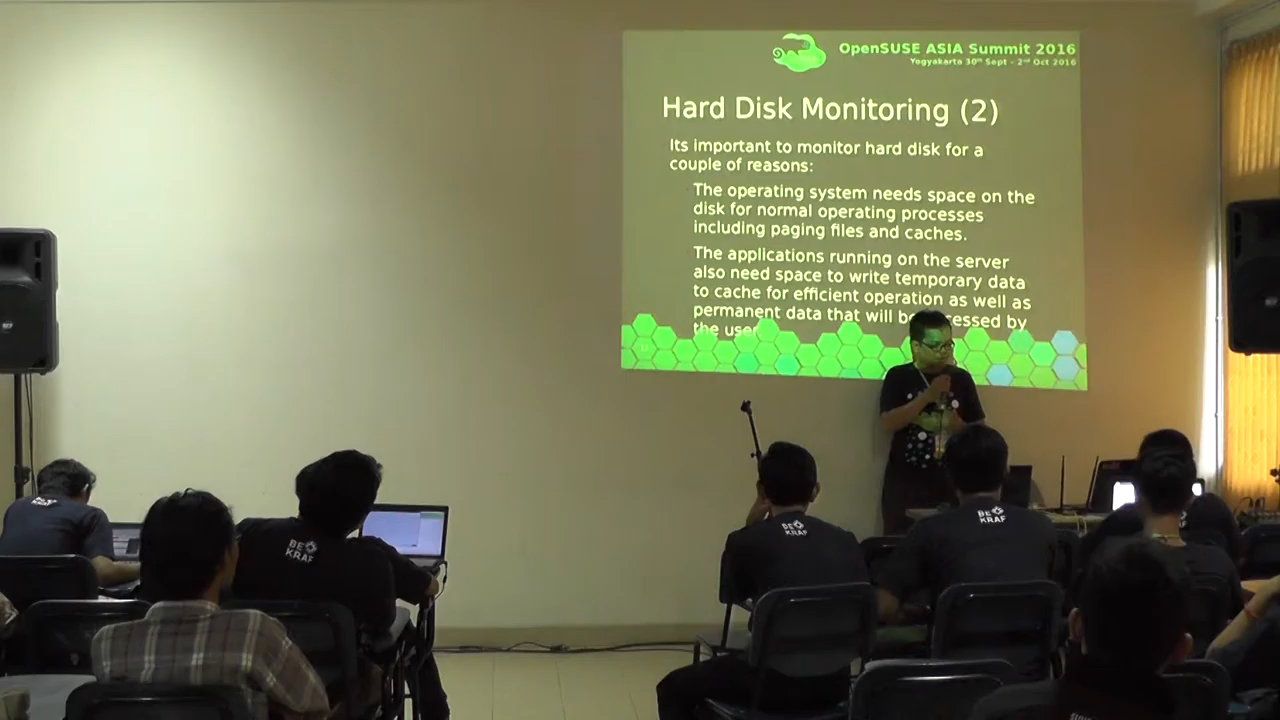 OpenSUSE ASIA Summit 2016
Yogyakarta 30th Sept - 2nd Oct 2016
Hard Disk Monitoring (2)
Its important to monitor hard disk for a
couple of reasons:
The operating system needs space on the
disk for normal operating processes
including paging files and caches.
The applications running on the server
also need space to write temporary data
to cache for efficient operation as well as
permanent data that will be
by
the user
BE
KRAF
BE
KRAF
BE
KRAF
BE
KRAF